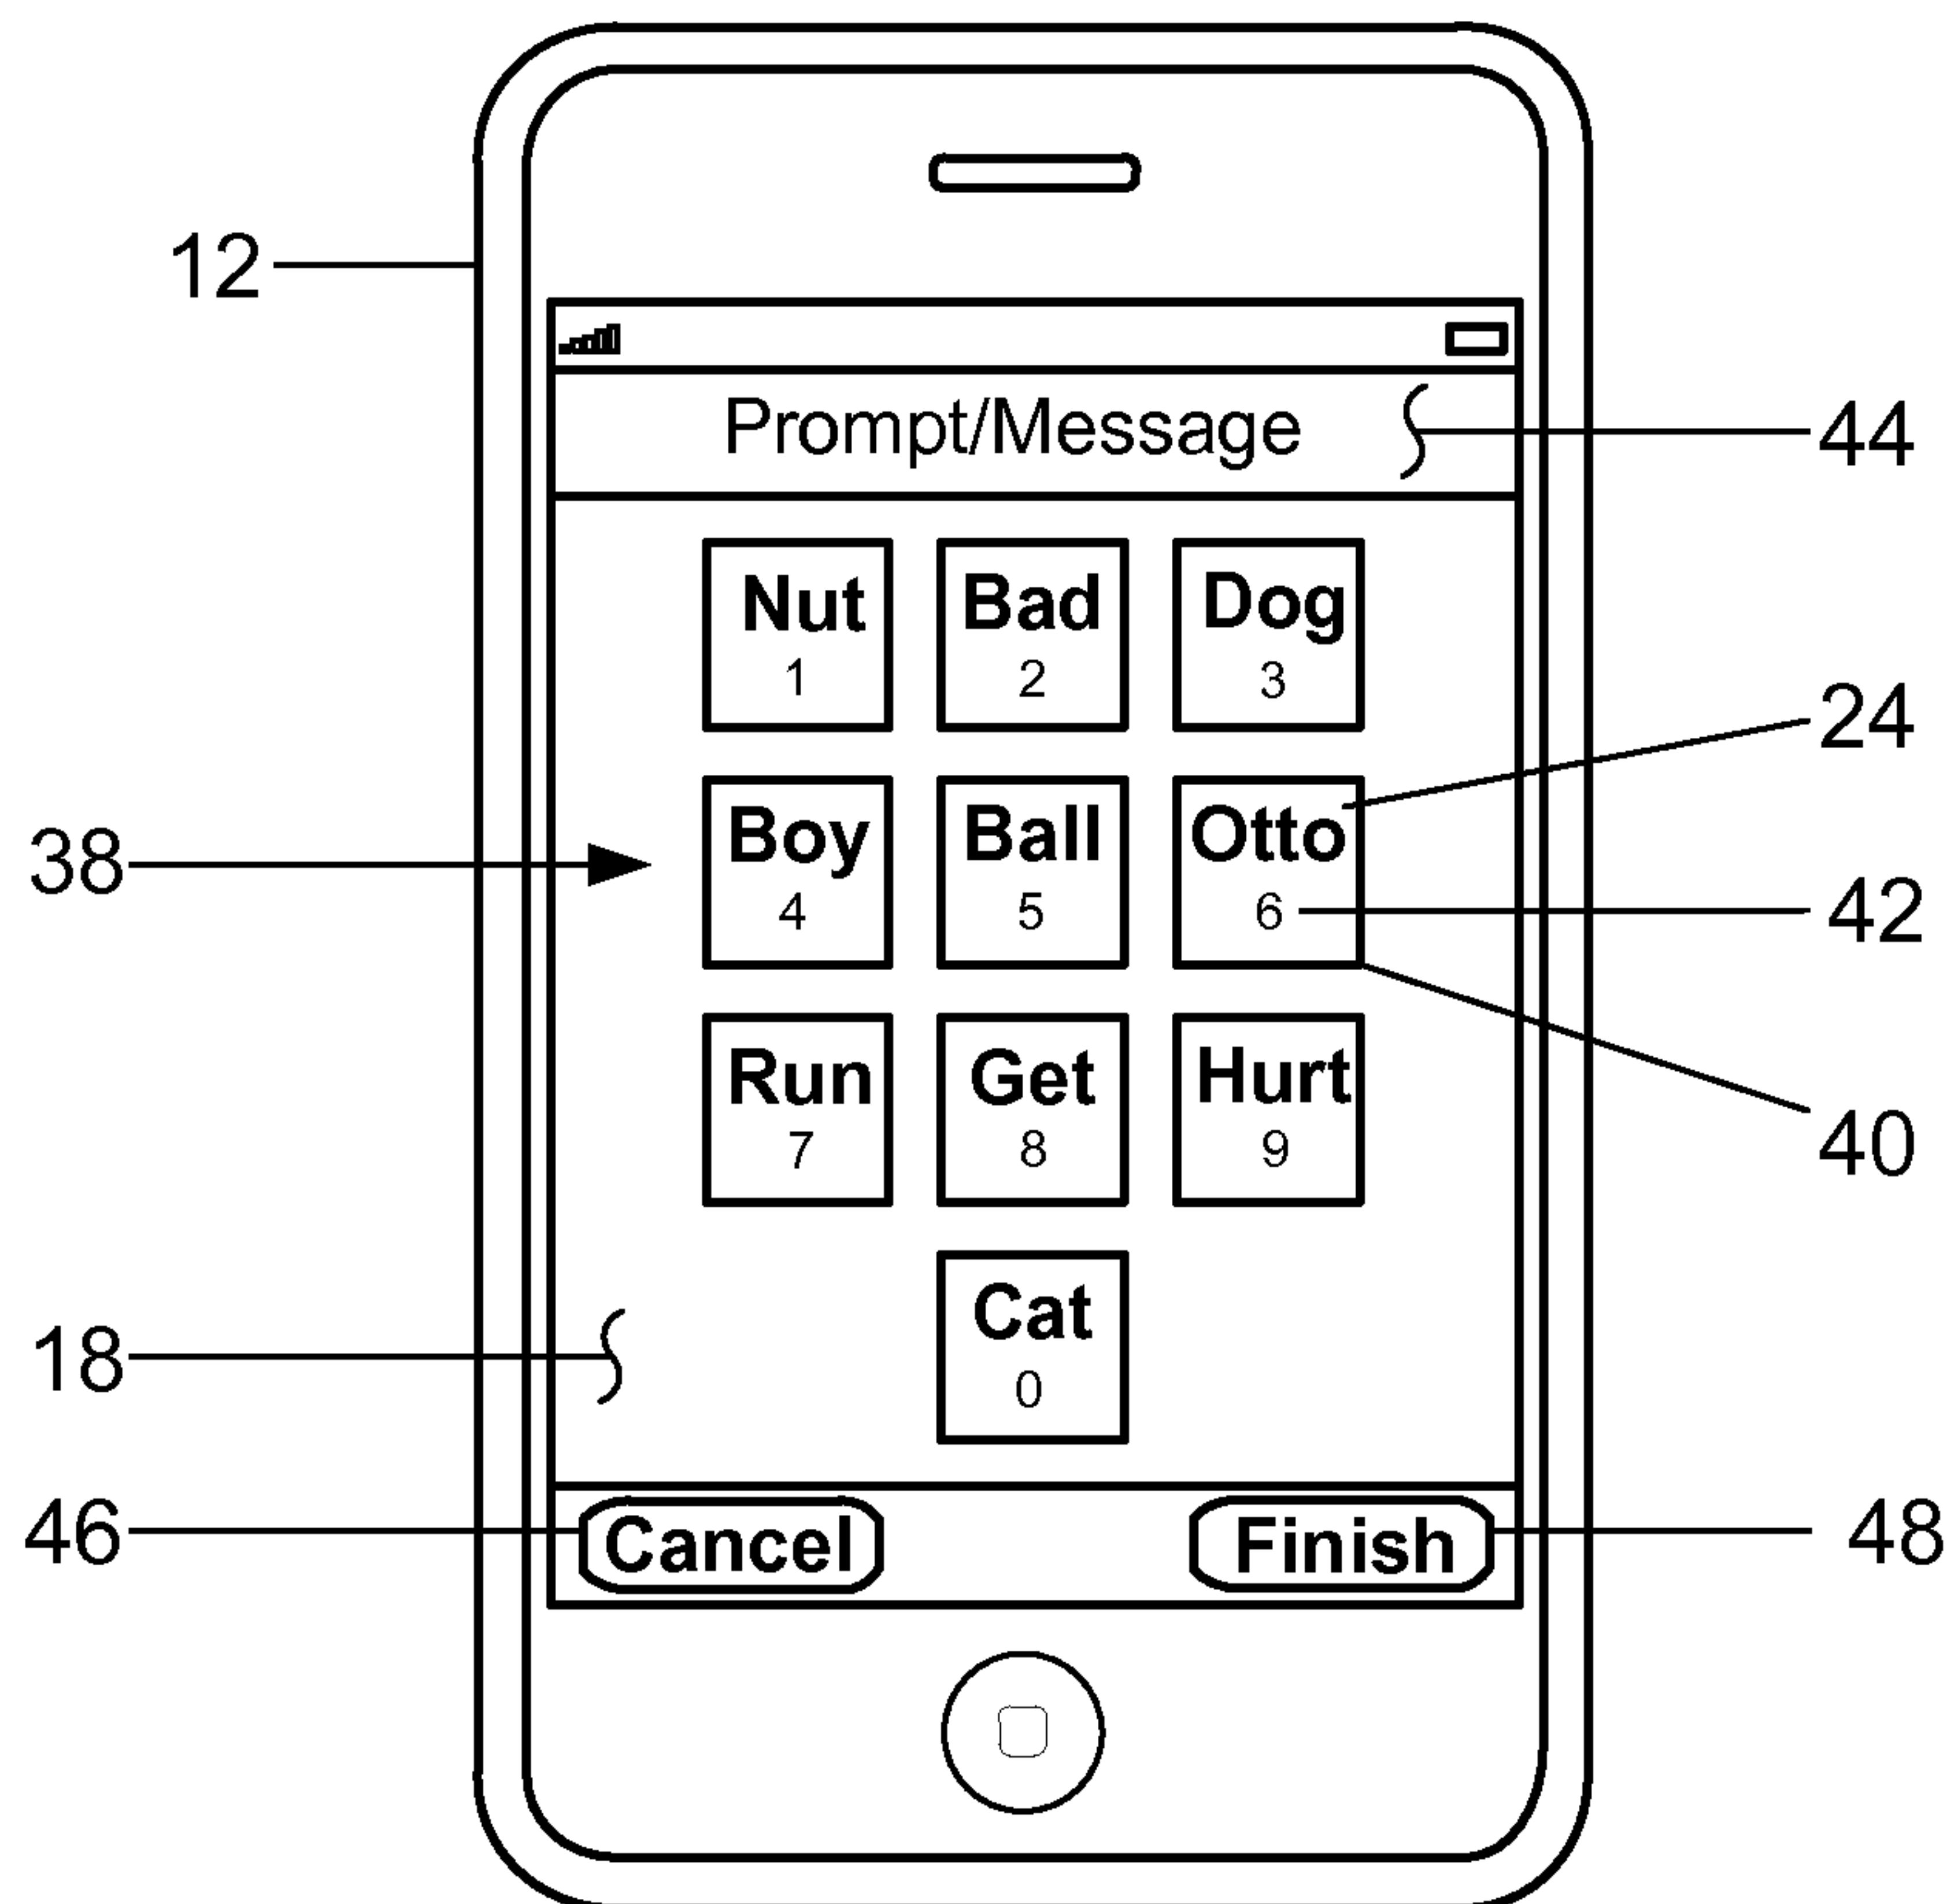 12
Prompt/Message
44
Nut Bad Dog
1 2 3
24
38
Boy Ball Otto
4 5 6
42
Run Get Hurt
7 8 9
40
Cat
0
18
46
Cancel Finish
48